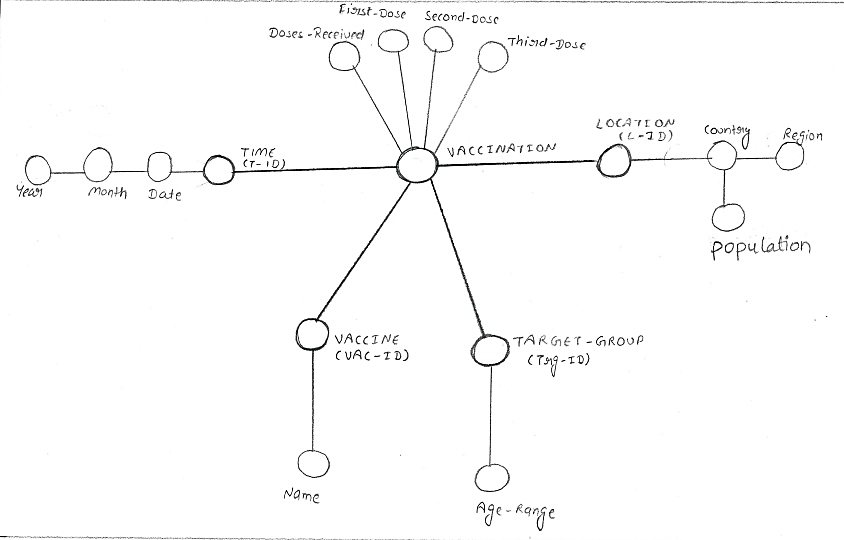 First-Dose
Second-Dose
Doses-Received
Third-Dose
LOCATION
(L-ID)
Country
Region
TIME
(T-ID)
VACCINATION
Year
Month
Date
Population
VACCINE
(VAC-ID)
TARGET-GROUP
(Trg-ID)
Name
Age-Range